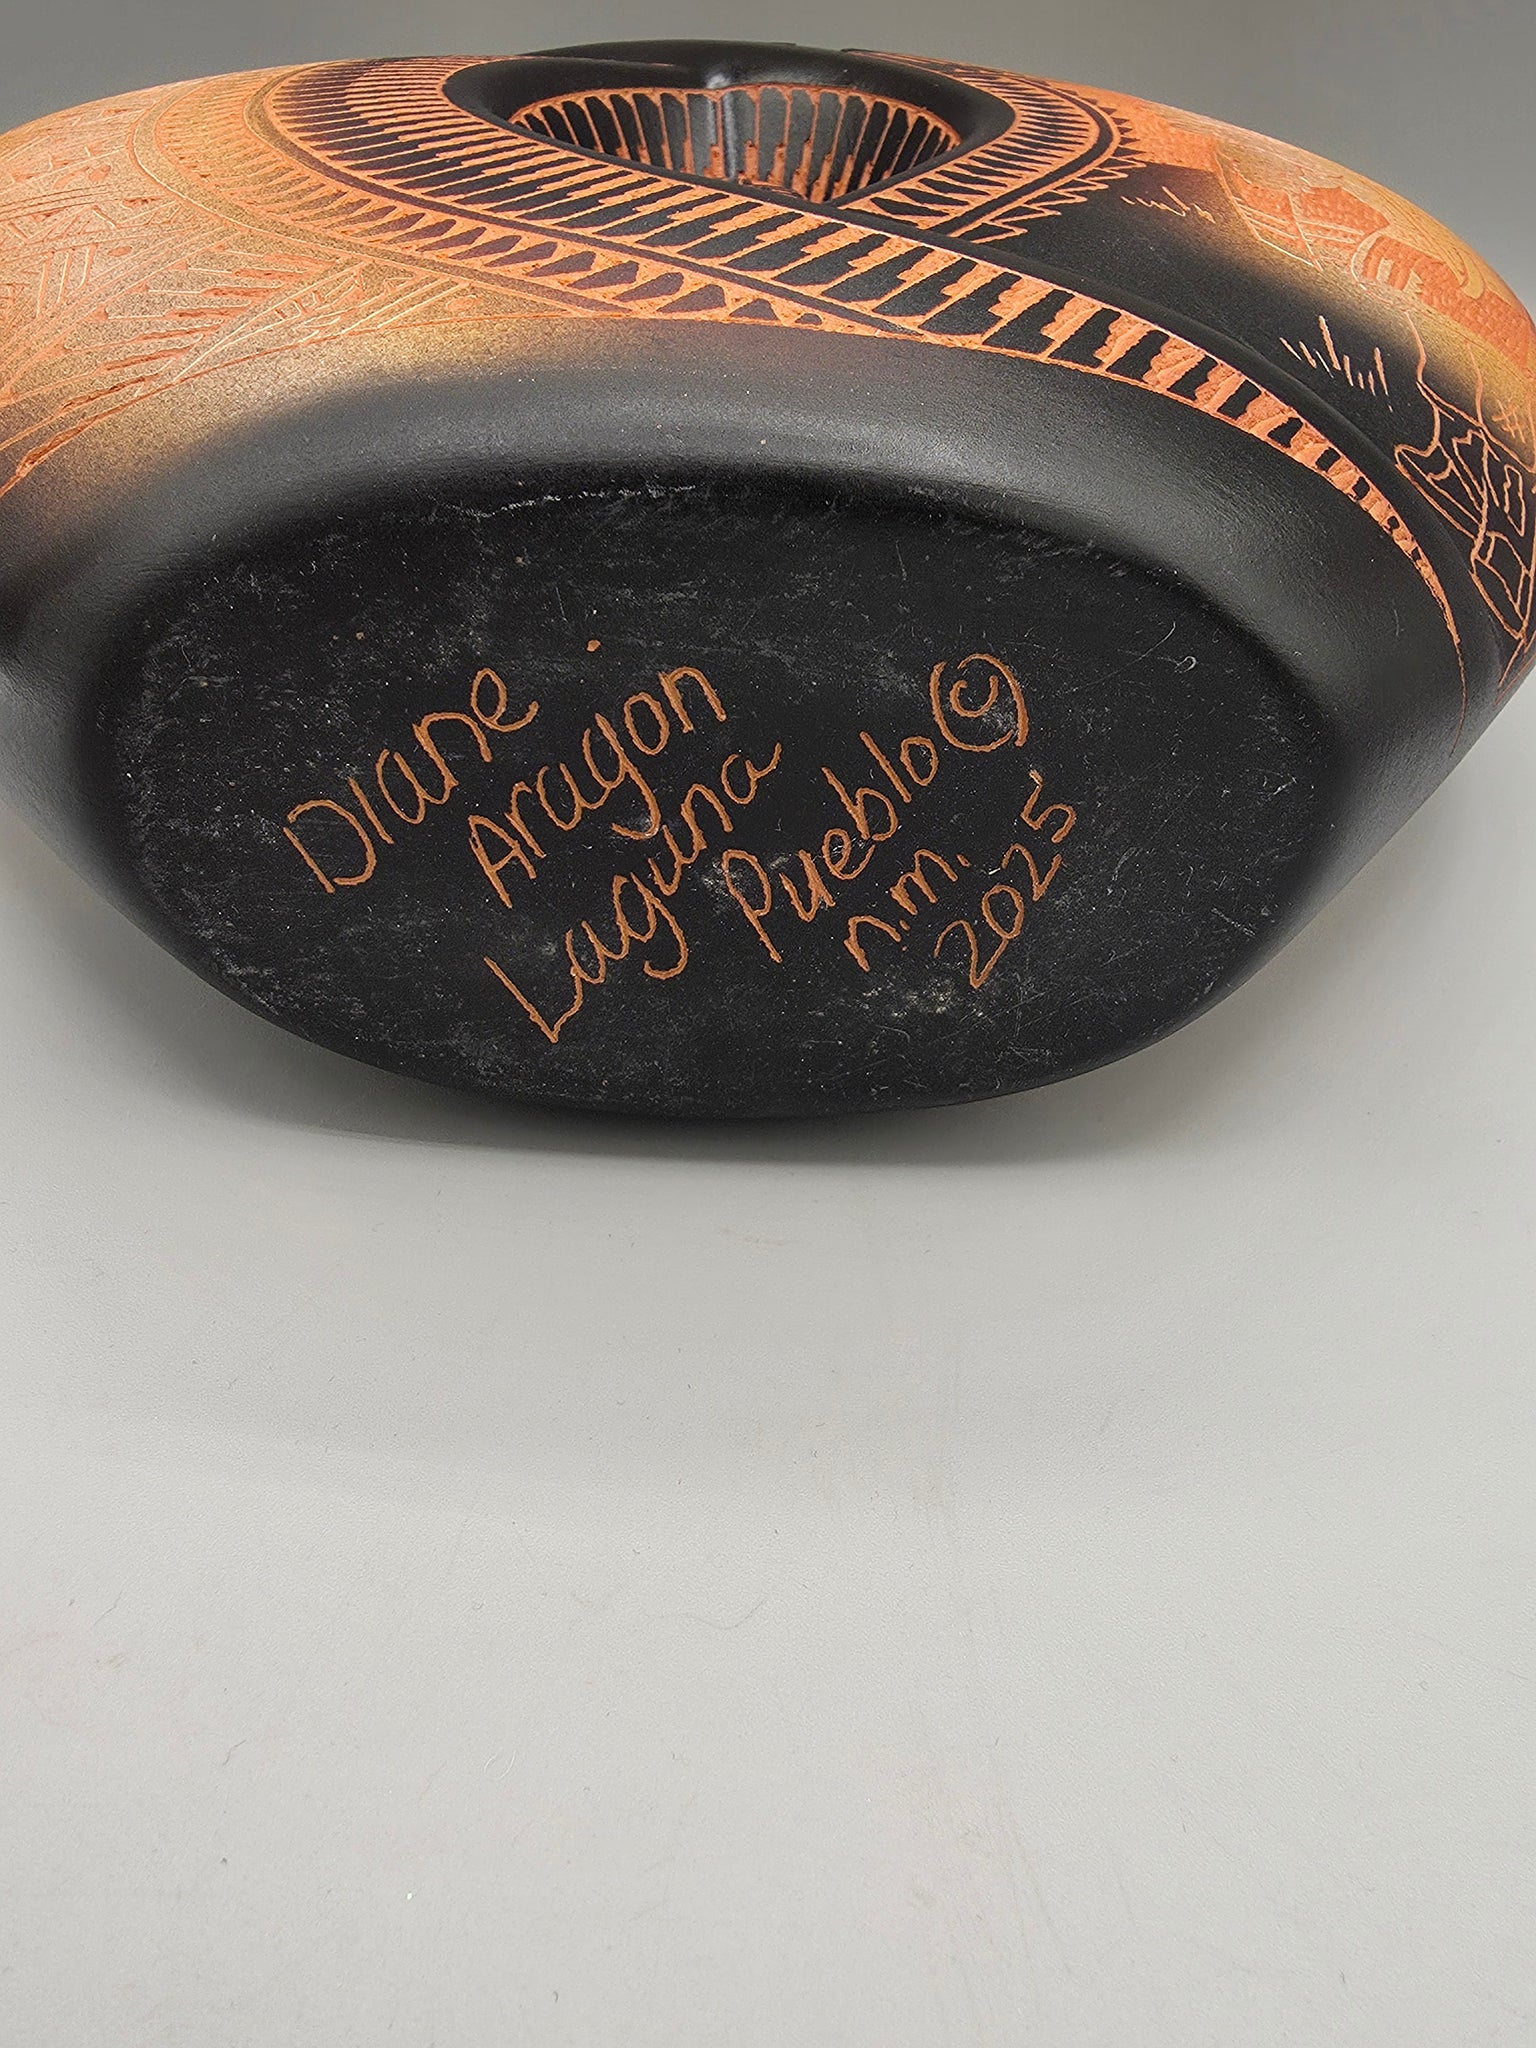 Diane
Aragon
Laguna
Pueblo ©
n.m.
2025